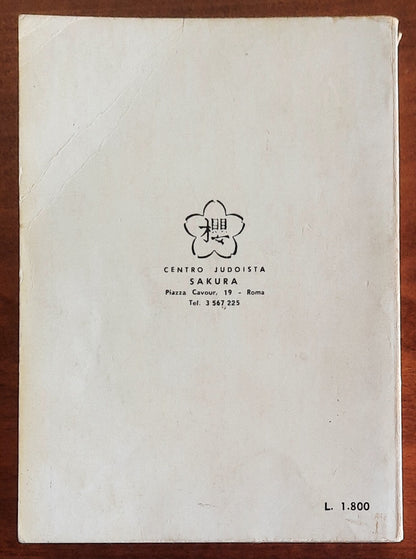 櫻
CENTRO JUDOISTA
SAKURA
Piazza Cavour, 19 - Roma
Tel. 3 567 225
L. 1.800